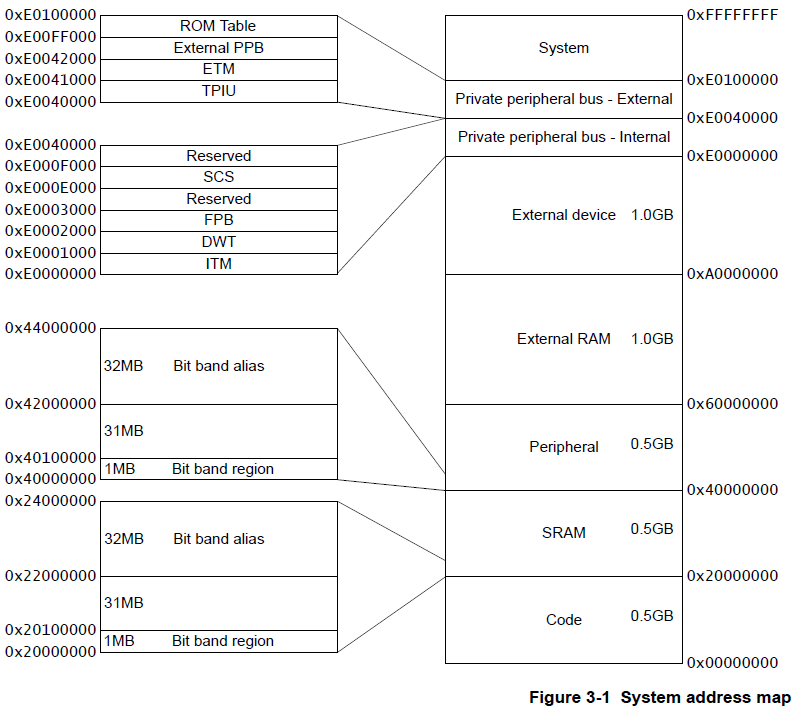 0xE0100000
ROM Table
0xE00FF000
External PPB
0xE0042000
ETM
0xE0041000
TPIU
0xE0040000
0xE0040000
Reserved
0xE000F000
SCS
0xE000E000
Reserved
0xE0003000
FPB
0xE0002000
DWT
0xE0001000
ITM
0xE0000000
0x44000000
32MB Bit band alias
0x42000000
31MB
0x40100000
1MB Bit band region
0x40000000
0x24000000
32MB Bit band alias
0x22000000
31MB
0x20100000
1MB Bit band region
0x20000000
0xFFFFFFFF
System
0xE0100000
Private peripheral bus - External
0xE0040000
Private peripheral bus - Internal
0xE0000000
External device 1.0GB
0xA0000000
External RAM 1.0GB
0x60000000
Peripheral 0.5GB
0x40000000
SRAM 0.5GB
0x20000000
Code 0.5GB
0x00000000
Figure 3-1 System address map